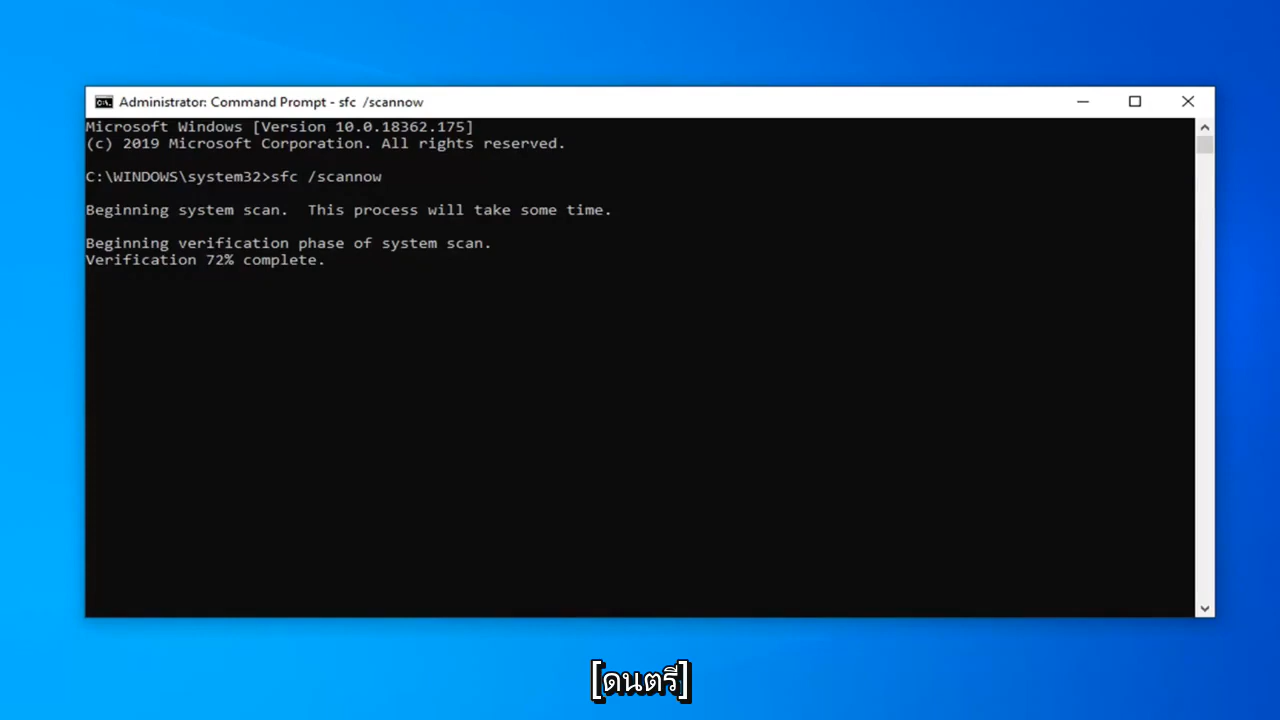 Administrator: Command Prompt - sfc  /scannow
Microsoft Windows [Version 10.0.18362.175]
(c) 2019 Microsoft Corporation. All rights reserved.
C:\WINDOWS\system32>sfc /scannow
Beginning system scan.  This process will take some time.
Beginning verification phase of system scan.
Verification 72% complete.
[ดนตรี]